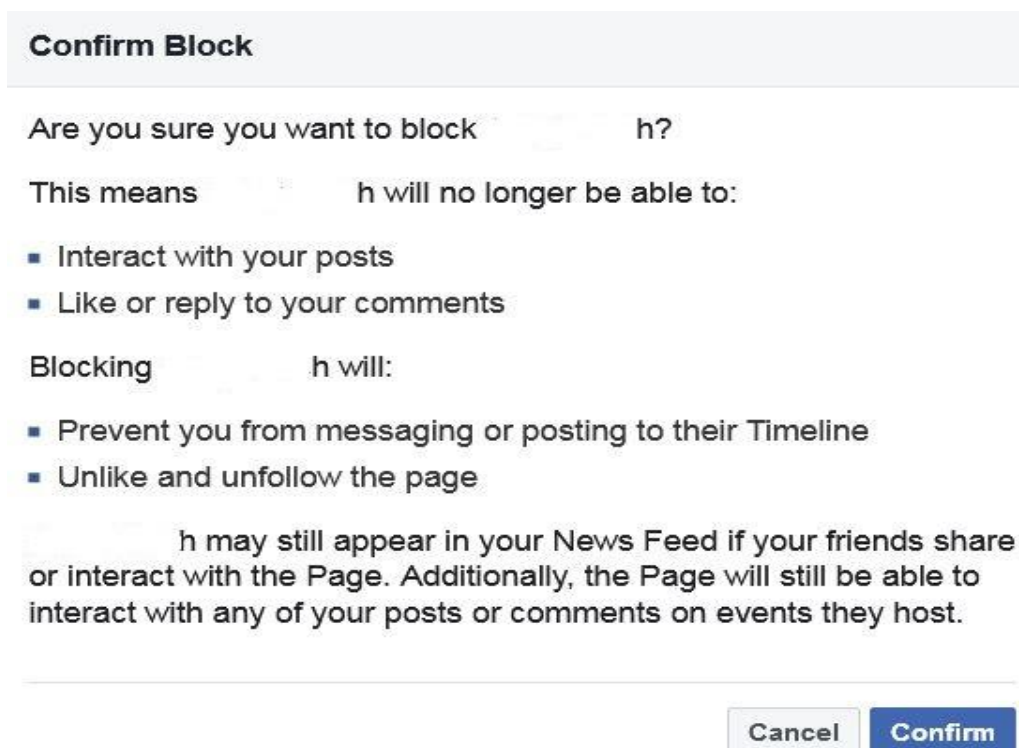 Confirm Block
Are you sure you want to block h?
This means h will no longer be able to:
Interact with your posts
Like or reply to your comments
Blocking h will:
Prevent you from messaging or posting to their Timeline
Unlike and unfollow the page
h may still appear in your News Feed if your friends share
or interact with the Page. Additionally, the Page will still be able to
interact with any of your posts or comments on events they host.
Cancel Confirm